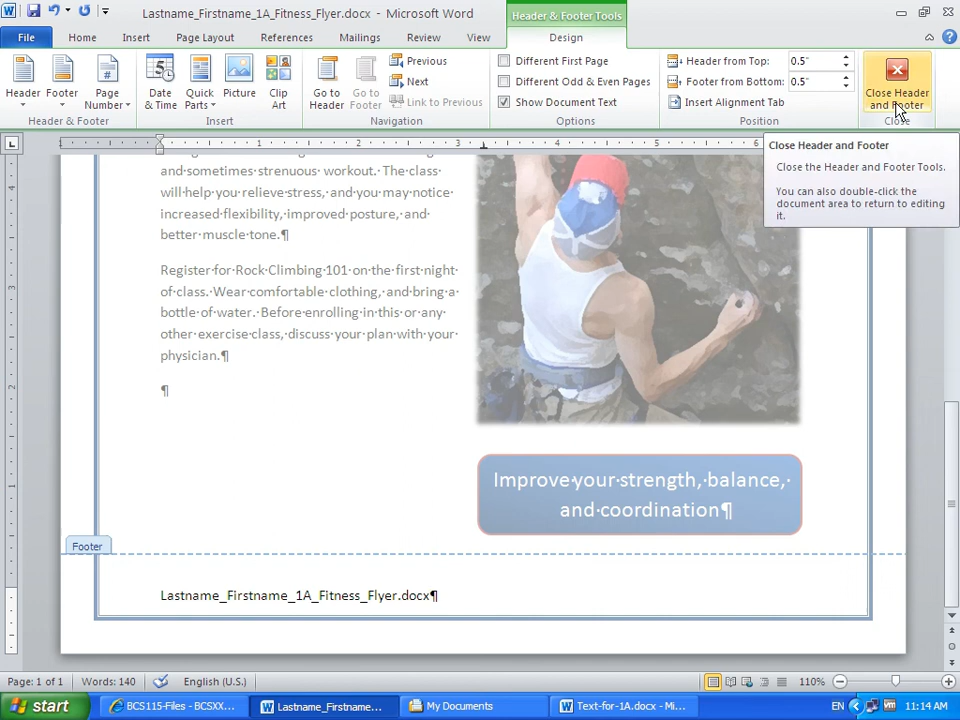 Lastname_Firstname_1A_Fitness_Flyer.docx - Microsoft Word
Header & Footer Tools
File Home Insert Page Layout References Mailings Review View Design
Header
Footer
Page Number
Header & Footer
Date & Time
Quick Parts
Picture
Clip Art
Insert
Go to Header
Go to Footer
Previous
Next
Link to Previous
Navigation
Different First Page
Different Odd & Even Pages
Show Document Text
Options
Header from Top: 0.5"
Footer from Bottom: 0.5"
Insert Alignment Tab
Position
Close Header and Footer
Close
Close Header and Footer
Close the Header and Footer Tools.
You can also double-click the
document area to return to editing
it.
and sometimes strenuous workout. The class
will help you relieve stress, and you may notice
increased flexibility, improved posture, and
better muscle tone.¶
Register for Rock Climbing 101 on the first night
of class. Wear comfortable clothing, and bring a
bottle of water. Before enrolling in this or any
other exercise class, discuss your plan with your
physician.¶
¶
Improve your strength, balance,
and coordination¶
Footer
Lastname_Firstname_1A_Fitness_Flyer.docx¶
Page: 1 of 1 Words: 140 English (U.S.) 110%
start BCS115-Files - BCSXX... Lastname_Firstname... My Documents Text-for-1A.docx - Mi... EN 11:14 AM